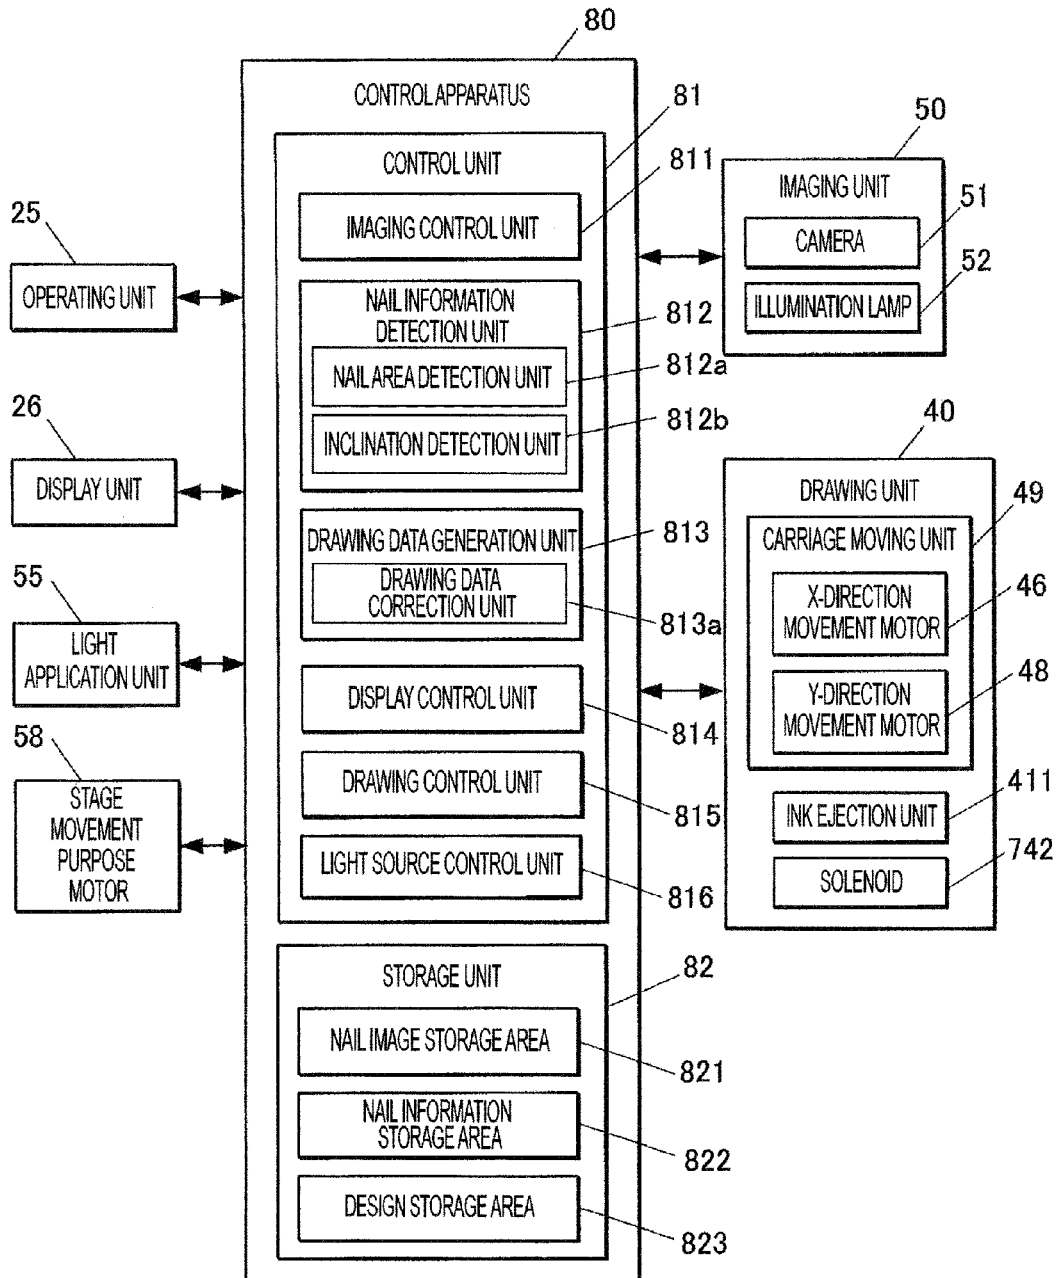 80
CONTROL APPARATUS
81
CONTROL UNIT
811
IMAGING CONTROL UNIT
NAIL INFORMATION
DETECTION UNIT
812
NAIL AREA DETECTION UNIT
812a
INCLINATION DETECTION UNIT
812b
DRAWING DATA GENERATION UNIT
813
DRAWING DATA
CORRECTION UNIT
813a
DISPLAY CONTROL UNIT
814
DRAWING CONTROL UNIT
815
LIGHT SOURCE CONTROL UNIT
816
STORAGE UNIT
82
NAIL IMAGE STORAGE AREA
821
NAIL INFORMATION
STORAGE AREA
822
DESIGN STORAGE AREA
823
25
OPERATING UNIT
26
DISPLAY UNIT
55
LIGHT
APPLICATION UNIT
58
STAGE
MOVEMENT
PURPOSE
MOTOR
50
IMAGING UNIT
51
CAMERA
52
ILLUMINATION LAMP
40
DRAWING UNIT
49
CARRIAGE MOVING UNIT
46
X-DIRECTION
MOVEMENT MOTOR
48
Y-DIRECTION
MOVEMENT MOTOR
411
INK EJECTION UNIT
742
SOLENOID